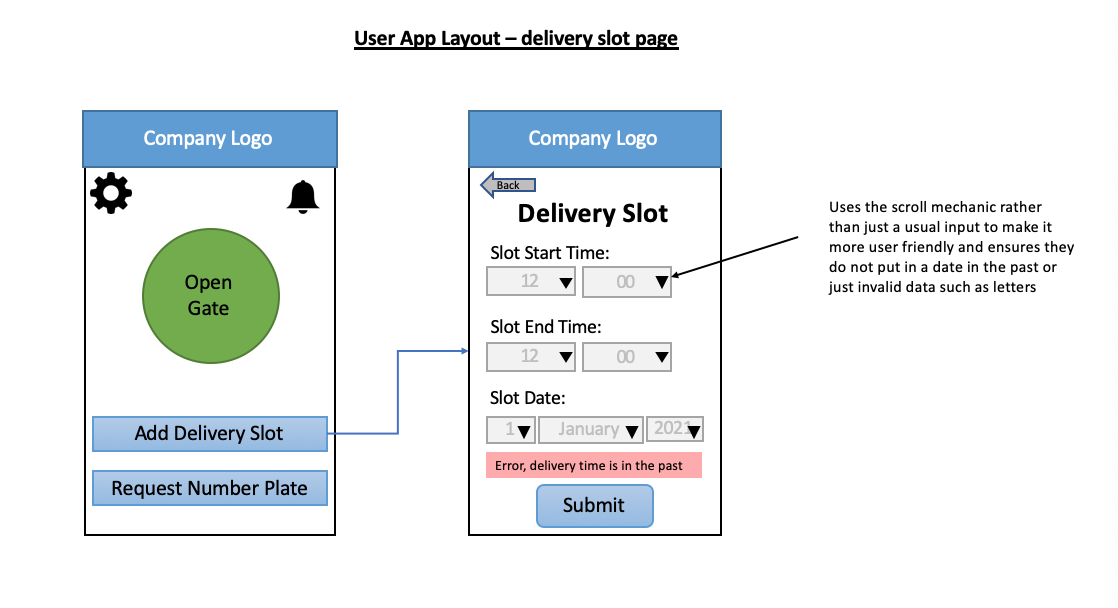 User App Layout – delivery slot page
Company Logo
Open
Gate
Add Delivery Slot
Request Number Plate
Company Logo
Back
Delivery Slot
Slot Start Time:
12 00
Slot End Time:
12 00
Slot Date:
1 January 2021
Error, delivery time is in the past
Submit
Uses the scroll mechanic rather
than just a usual input to make it
more user friendly and ensures they
do not put in a date in the past or
just invalid data such as letters